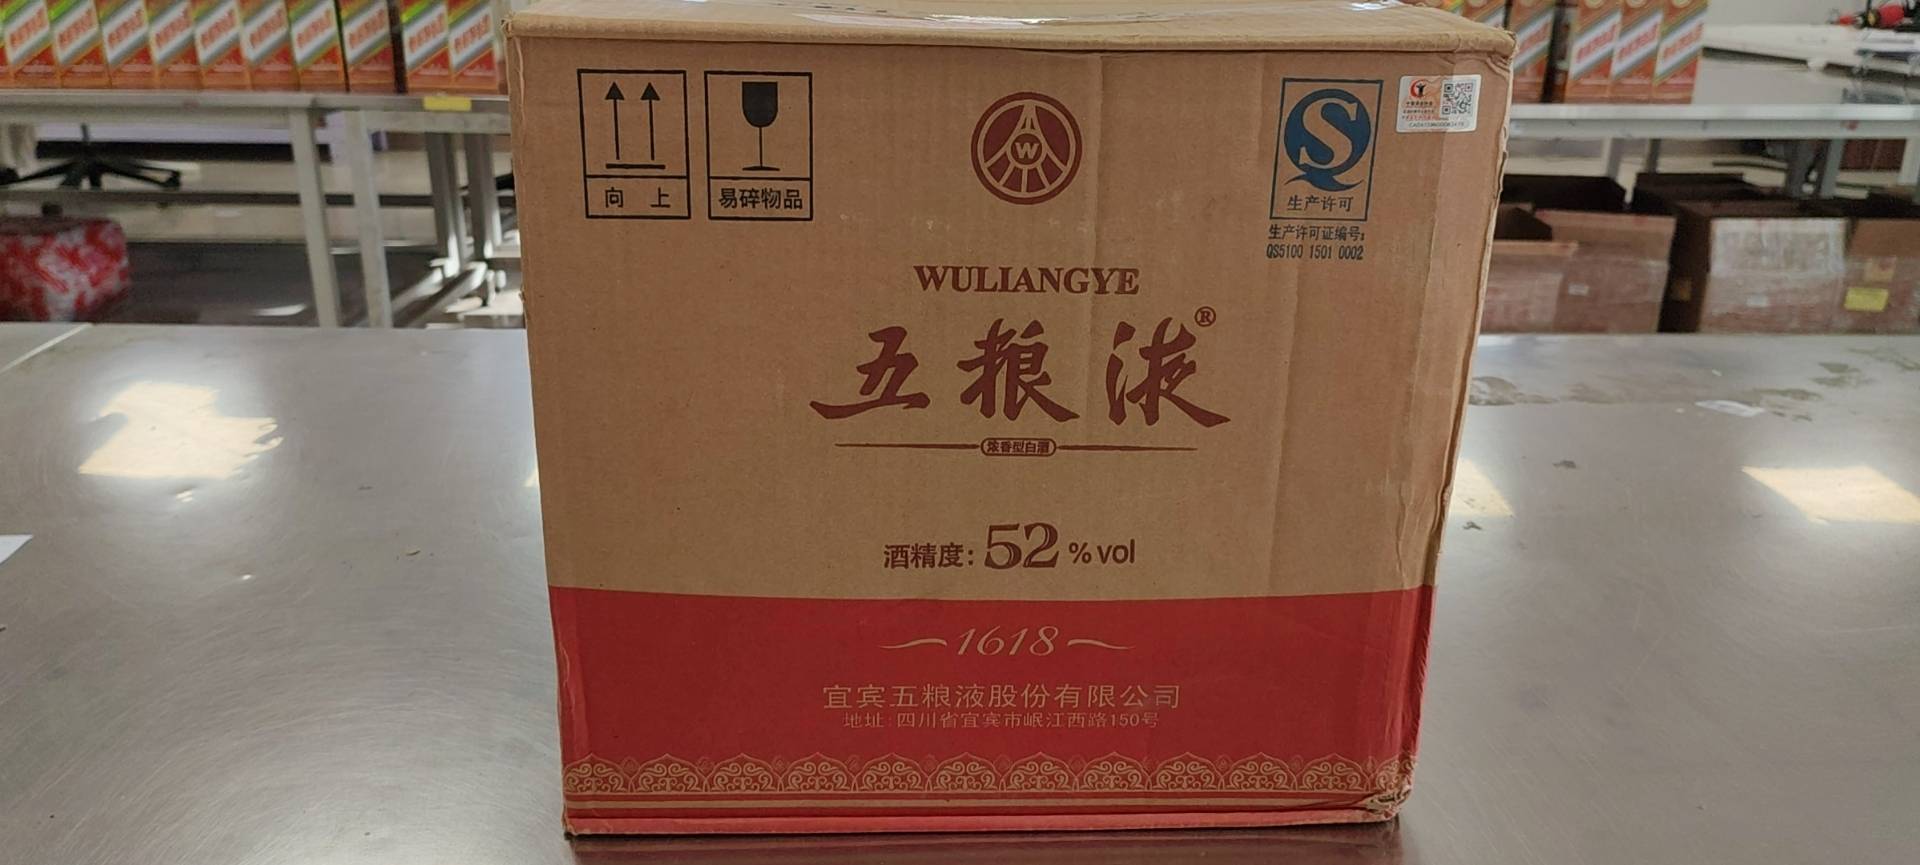 向 上
易碎物品
W
生产许可
生产许可证编号:
QS5100 1501 0002
WULIANGYE
五粮液®
浓香型白酒
酒精度: 52 %vol
1618
宜宾五粮液股份有限公司
地址:四川省宜宾市岷江西路150号